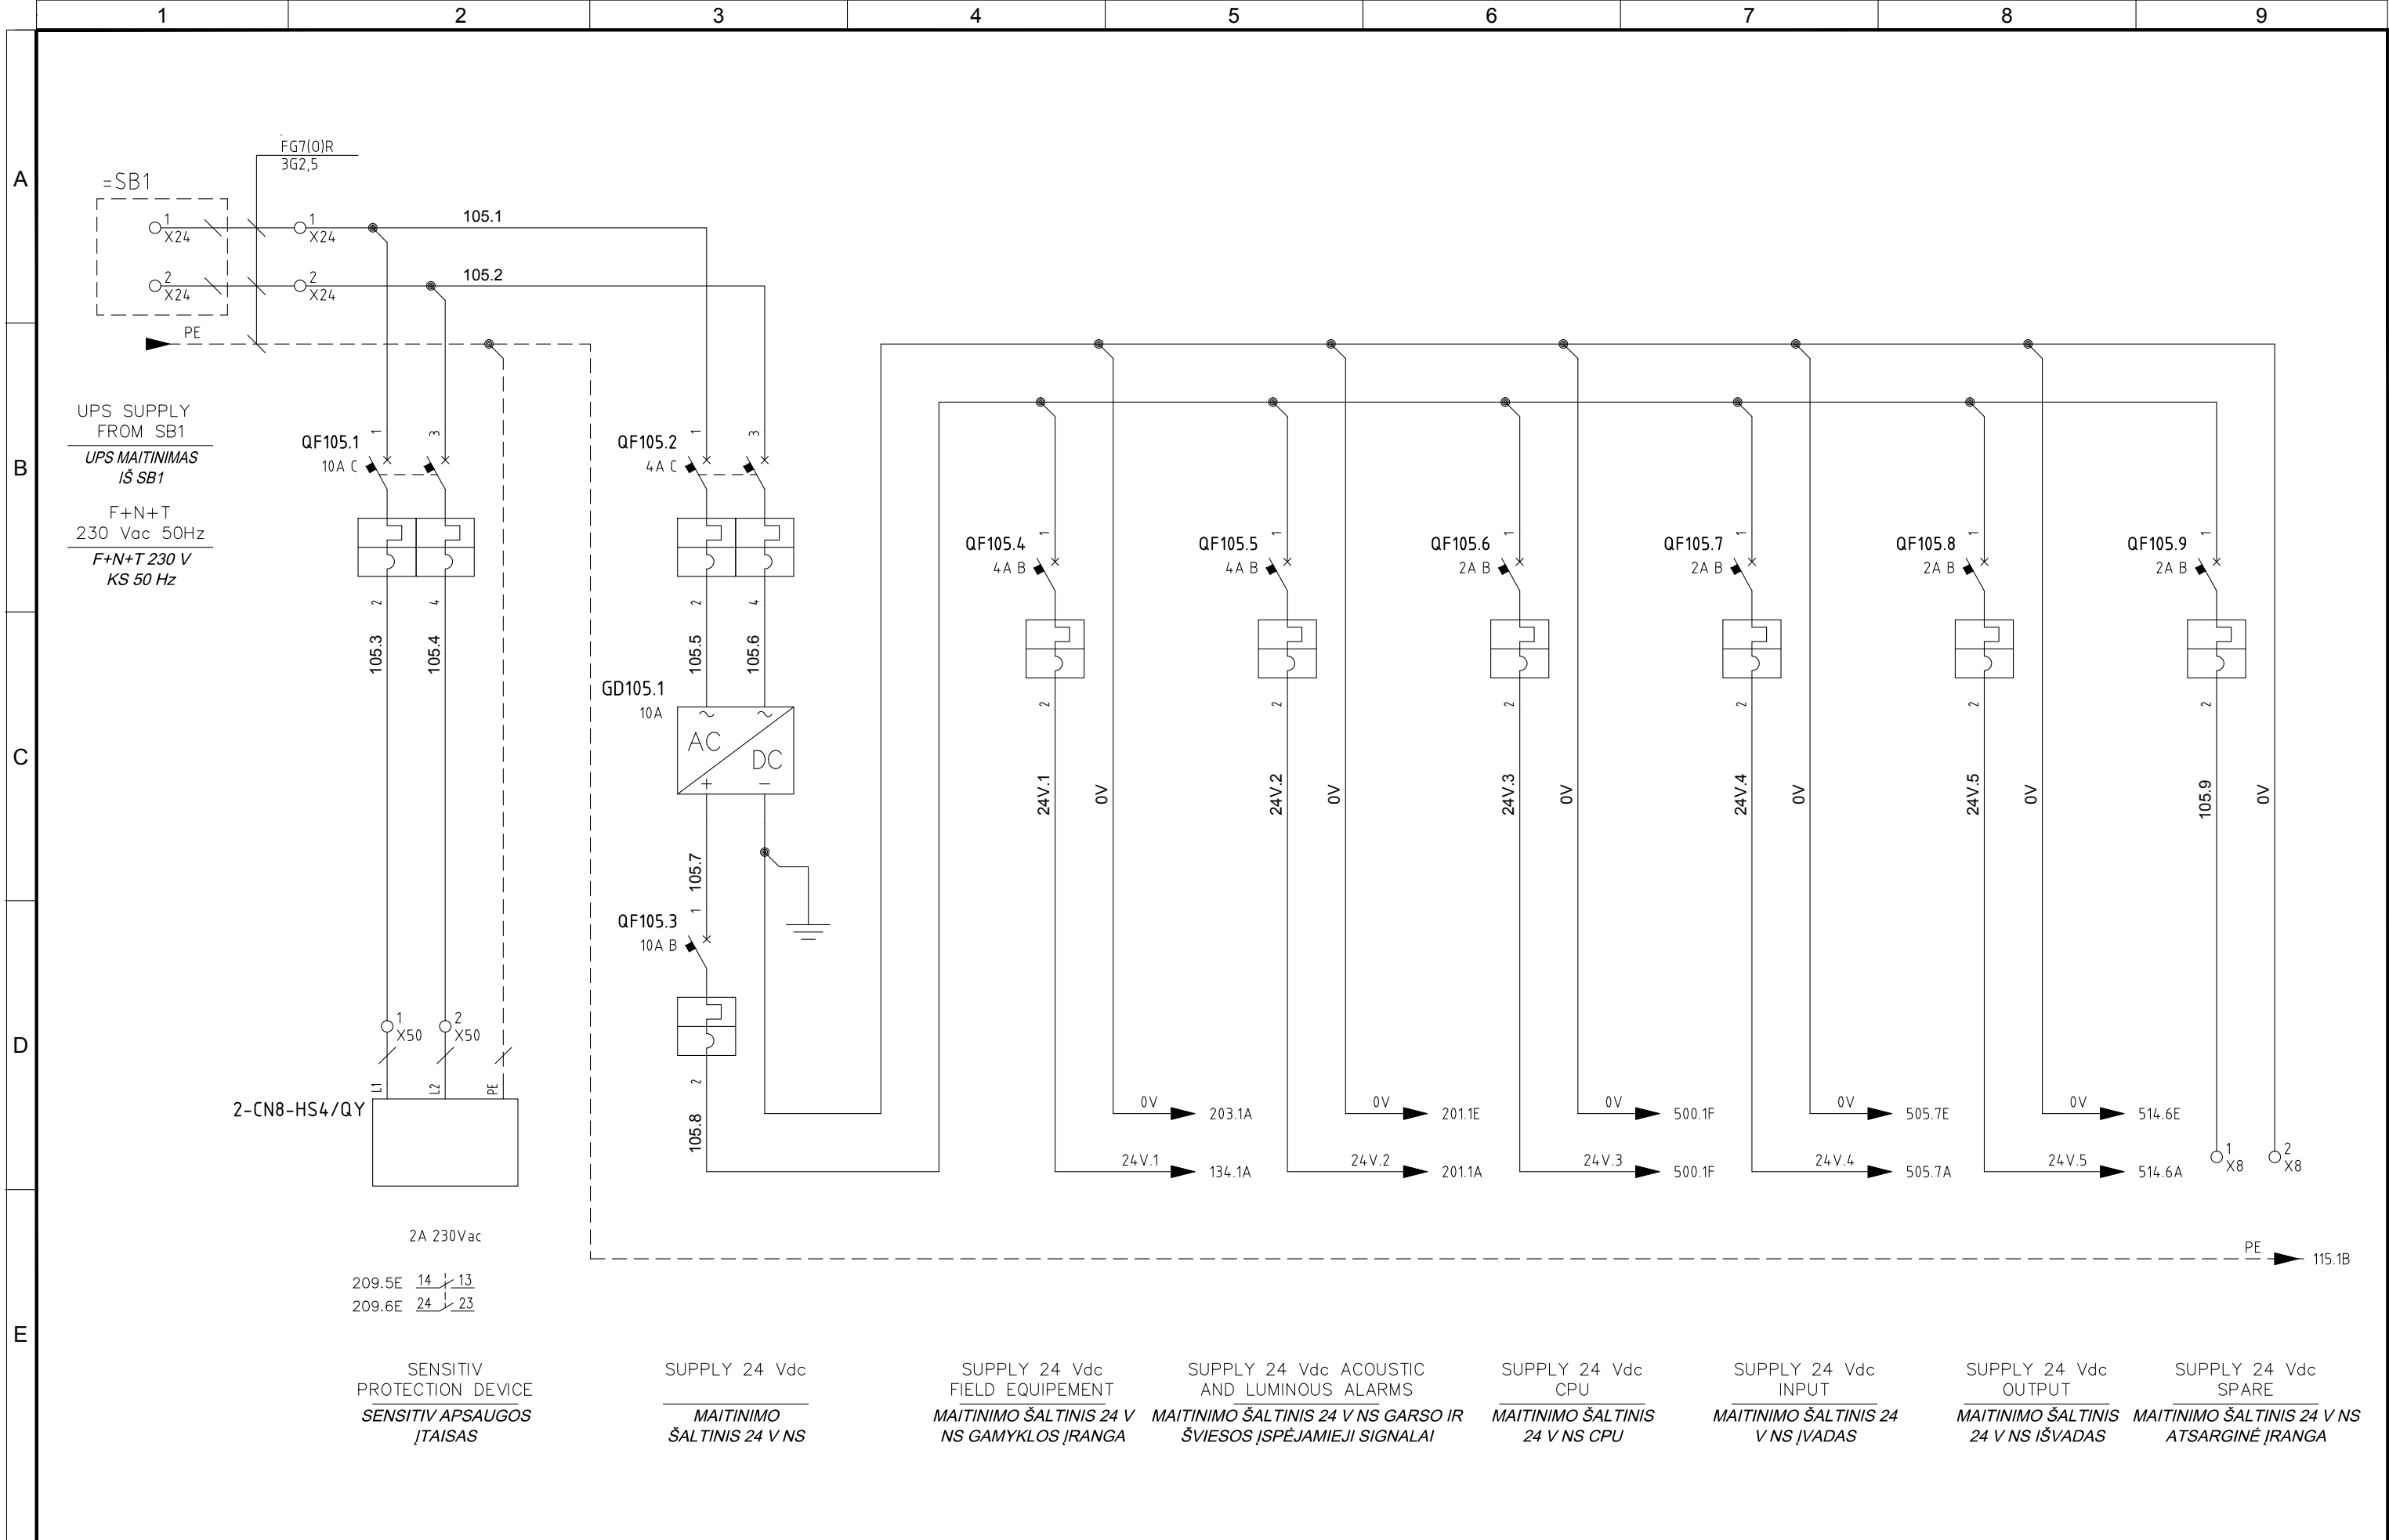 1 2 3 4 5 6 7 8 9
A
B
C
D
E
FG7(0)R
3G2,5
=SB1
1
X24
1
X24
105.1
2
X24
2
X24
105.2
PE
UPS SUPPLY
FROM SB1
UPS MAITINIMAS
IŠ SB1
F+N+T
230 Vac 50Hz
F+N+T 230 V
KS 50 Hz
QF105.1
10A C
1
3
2
4
105.3
105.4
1
X50
2
X50
L1
L2
PE
2-CN8-HS4/QY
2A 230Vac
209.5E 14 13
209.6E 24 23
QF105.2
4A C
1
3
2
4
105.5
105.6
GD105.1
10A
AC
DC
+
-
105.7
QF105.3
10A B
1
2
105.8
QF105.4
4A B
1
2
24V.1
0V
0V 203.1A
24V.1 134.1A
QF105.5
4A B
1
2
24V.2
0V
0V 201.1E
24V.2 201.1A
QF105.6
2A B
1
2
24V.3
0V
0V 500.1F
24V.3 500.1F
QF105.7
2A B
1
2
24V.4
0V
0V 505.7E
24V.4 505.7A
QF105.8
2A B
1
2
24V.5
0V
0V 514.6E
24V.5 514.6A
QF105.9
2A B
1
2
105.9
0V
1
X8
2
X8
PE 115.1B
SENSITIV
PROTECTION DEVICE
SENSITIV APSAUGOS
ĮTAISAS
SUPPLY 24 Vdc
MAITINIMO
ŠALTINIS 24 V NS
SUPPLY 24 Vdc
FIELD EQUIPEMENT
MAITINIMO ŠALTINIS 24 V
NS GAMYKLOS ĮRANGA
SUPPLY 24 Vdc ACOUSTIC
AND LUMINOUS ALARMS
MAITINIMO ŠALTINIS 24 V NS GARSO IR
ŠVIESOS ĮSPĖJAMIEJI SIGNALAI
SUPPLY 24 Vdc
CPU
MAITINIMO ŠALTINIS
24 V NS CPU
SUPPLY 24 Vdc
INPUT
MAITINIMO ŠALTINIS 24
V NS ĮVADAS
SUPPLY 24 Vdc
OUTPUT
MAITINIMO ŠALTINIS
24 V NS IŠVADAS
SUPPLY 24 Vdc
SPARE
MAITINIMO ŠALTINIS 24 V NS
ATSARGINĖ ĮRANGA